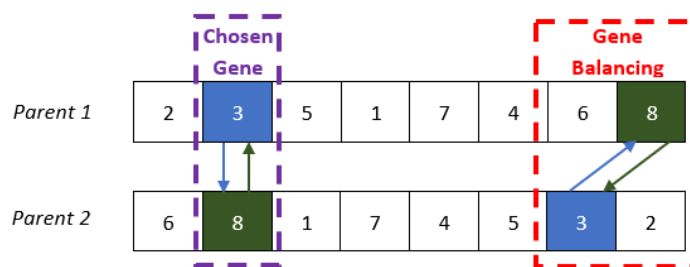 Chosen Gene
Gene Balancing
Parent 1 2 3 5 1 7 4 6 8
Parent 2 6 8 1 7 4 5 3 2